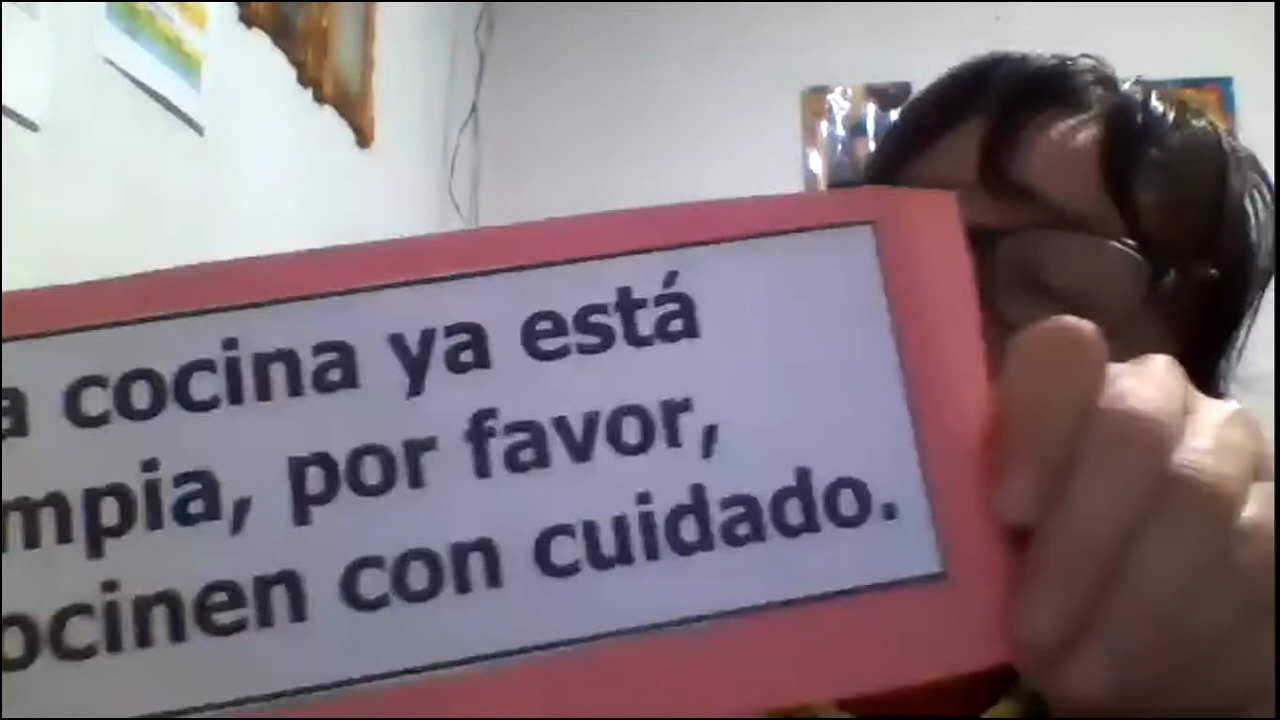 a cocina ya está
mpia, por favor,
ocinen con cuidado.